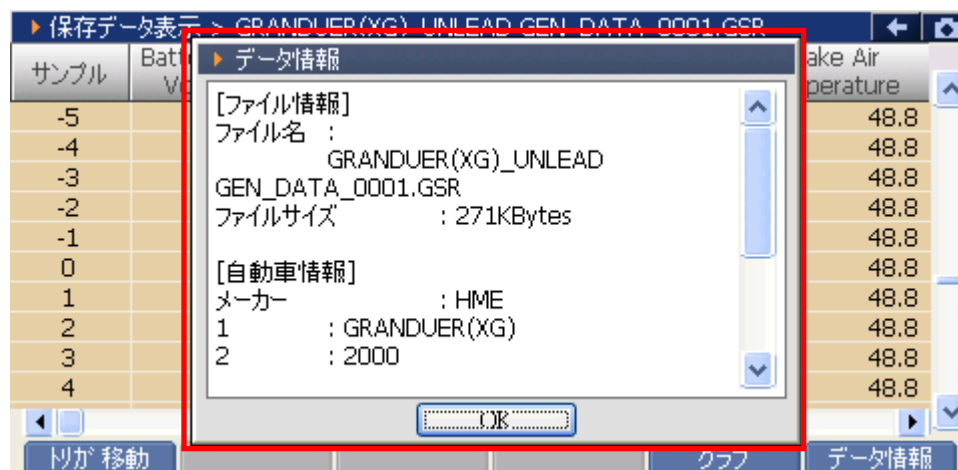 保存データ表示 > GRANDUER(XG)_UNLEAD GEN_DATA_0001.GSR
サンプル
Batt
ake Air
perature
データ情報
[ファイル情報]
ファイル名 :
GRANDUER(XG)_UNLEAD
GEN_DATA_0001.GSR
ファイルサイズ : 271KBytes
[自動車情報]
メーカー : HME
1 : GRANDUER(XG)
2 : 2000
OK
-5 48.8
-4 48.8
-3 48.8
-2 48.8
-1 48.8
0 48.8
1 48.8
2 48.8
3 48.8
4 48.8
トリガ移動
グラフ
データ情報